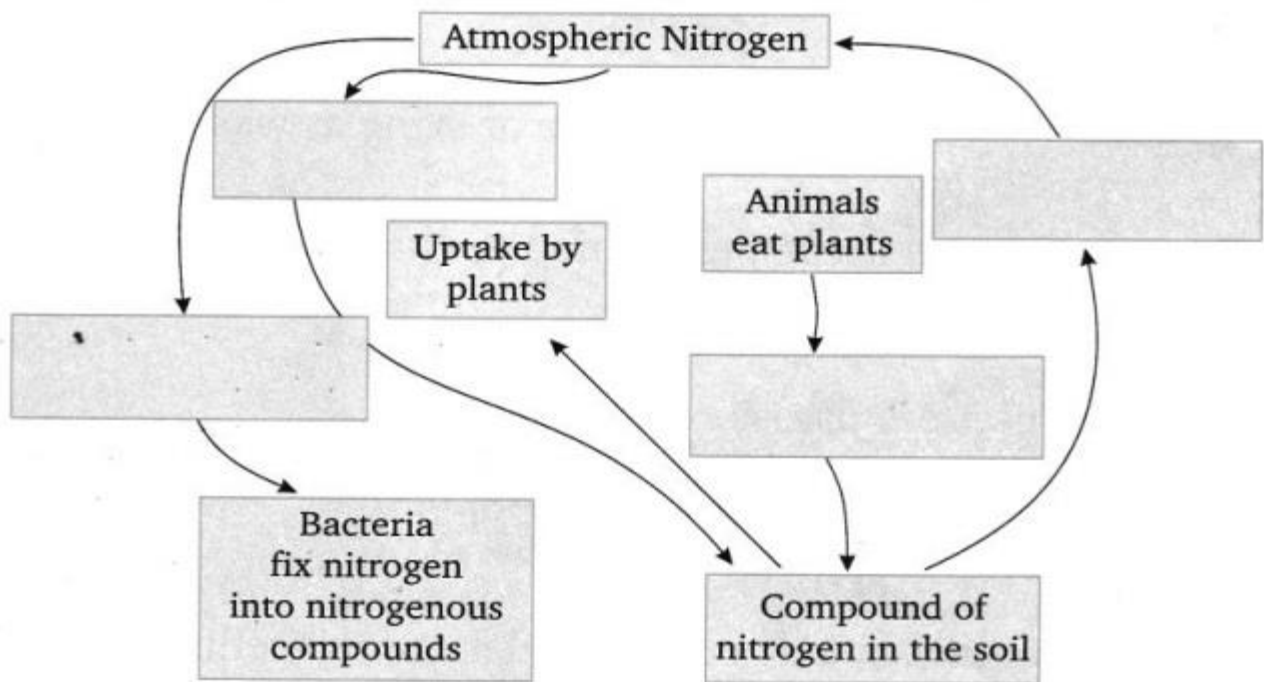 Atmospheric Nitrogen
Animals
eat plants
Uptake by
plants
Bacteria
fix nitrogen
into nitrogenous
compounds
Compound of
nitrogen in the soil